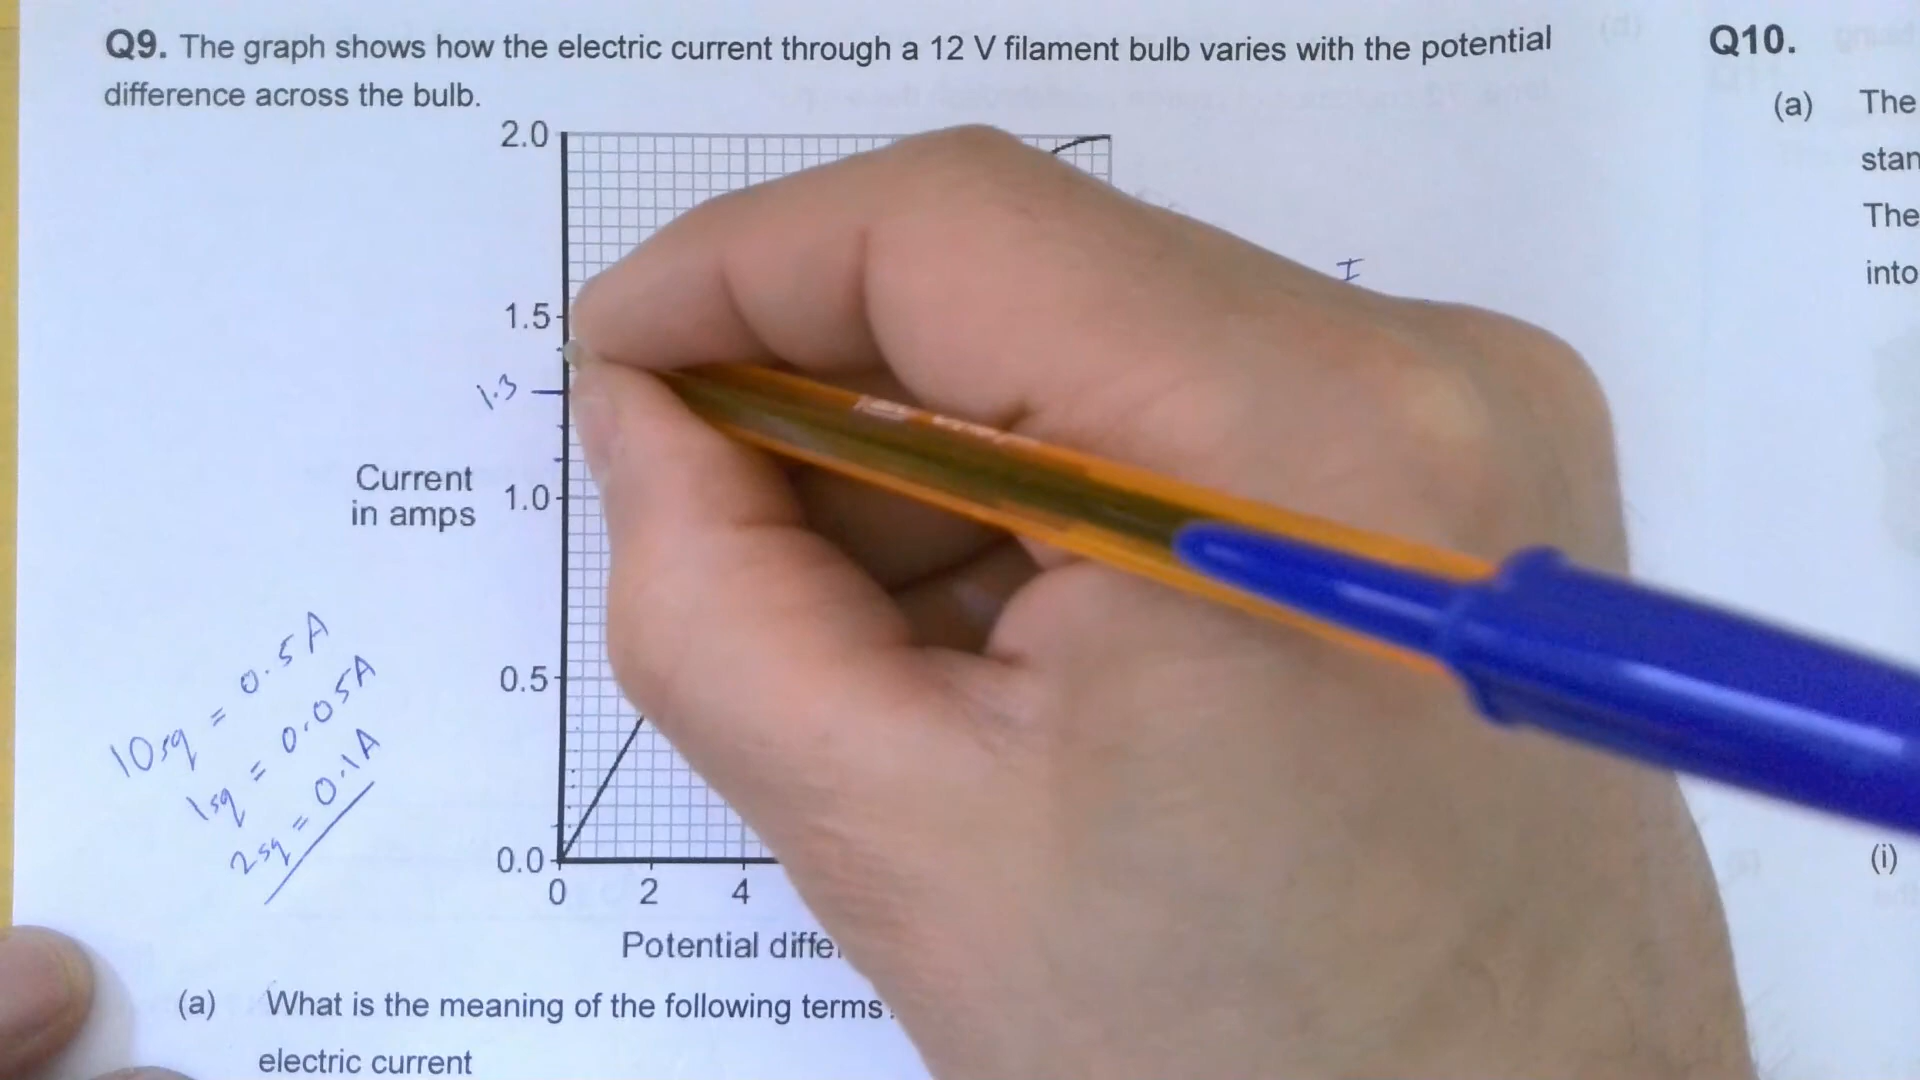 Q9. The graph shows how the electric current through a 12 V filament bulb varies with the potential
difference across the bulb.
2.0
1.5
1.3
Current
in amps
1.0
0.5
0.0
0 2 4
Potential diffe
10sq = 0.5A
1sq = 0.05A
2sq = 0.1A
I
(a) What is the meaning of the following terms
electric current
Q10.
(a) The
stan
The
into
(i)